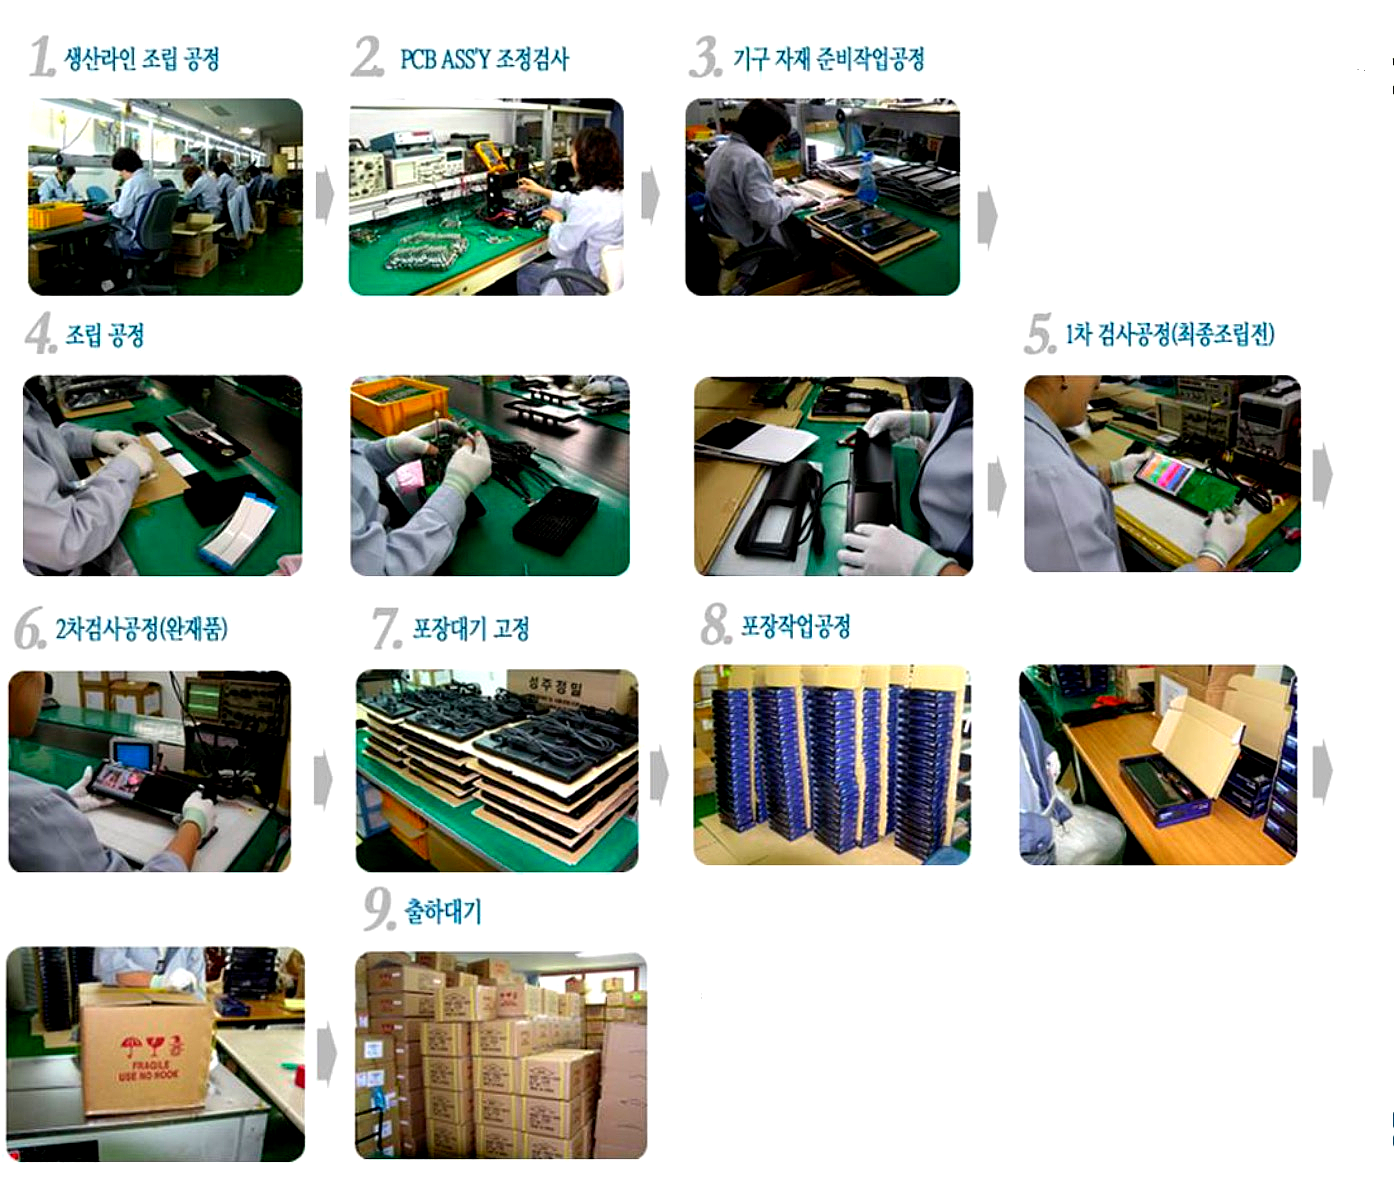 1. 생산라인 조립 공정
2. PCB ASS'Y 조정검사
3. 기구 자재 준비작업공정
4. 조립 공정
5. 1차 검사공정(최종조립전)
6. 2차검사공정(완재품)
7. 포장대기 고정
성주정밀
8. 포장작업공정
9. 출하대기
FRAGILE
USE NO HOOK